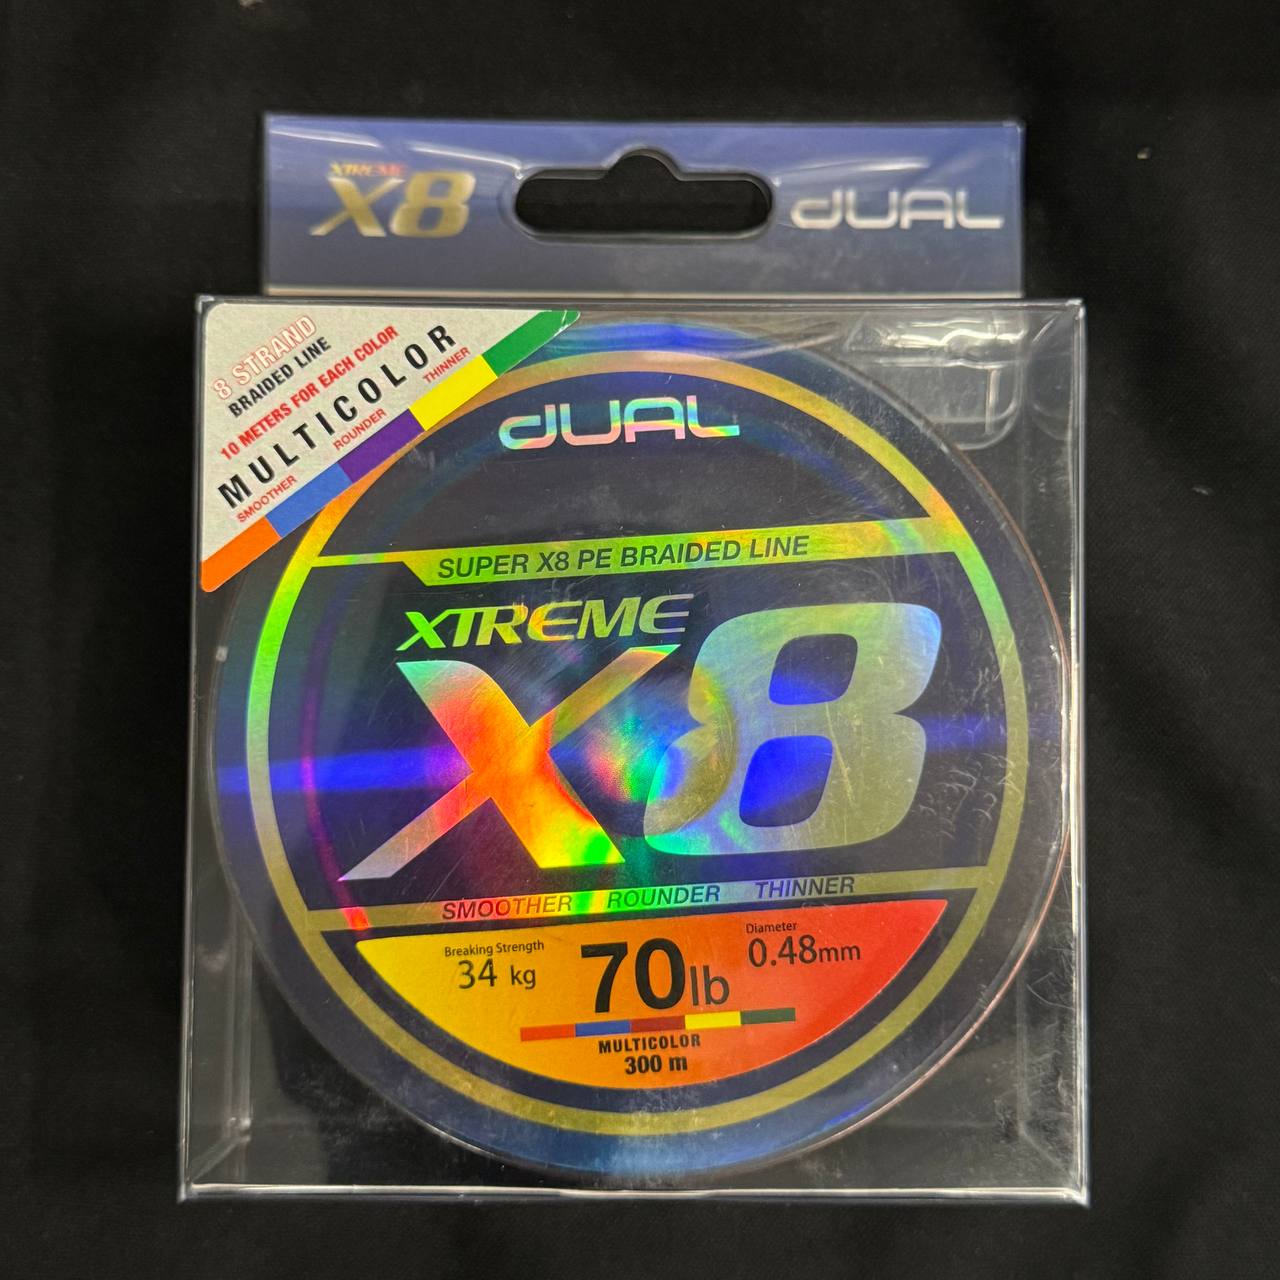 XTREME
X8
dUAL
8 STRAND
BRAIDED LINE
10 METERS FOR EACH COLOR
MULTICOLOR
SMOOTHER ROUNDER THINNER
dUAL
SUPER X8 PE BRAIDED LINE
XTREME
X8
SMOOTHER ROUNDER THINNER
Breaking Strength
34 kg
70lb
Diameter
0.48mm
MULTICOLOR
300 m